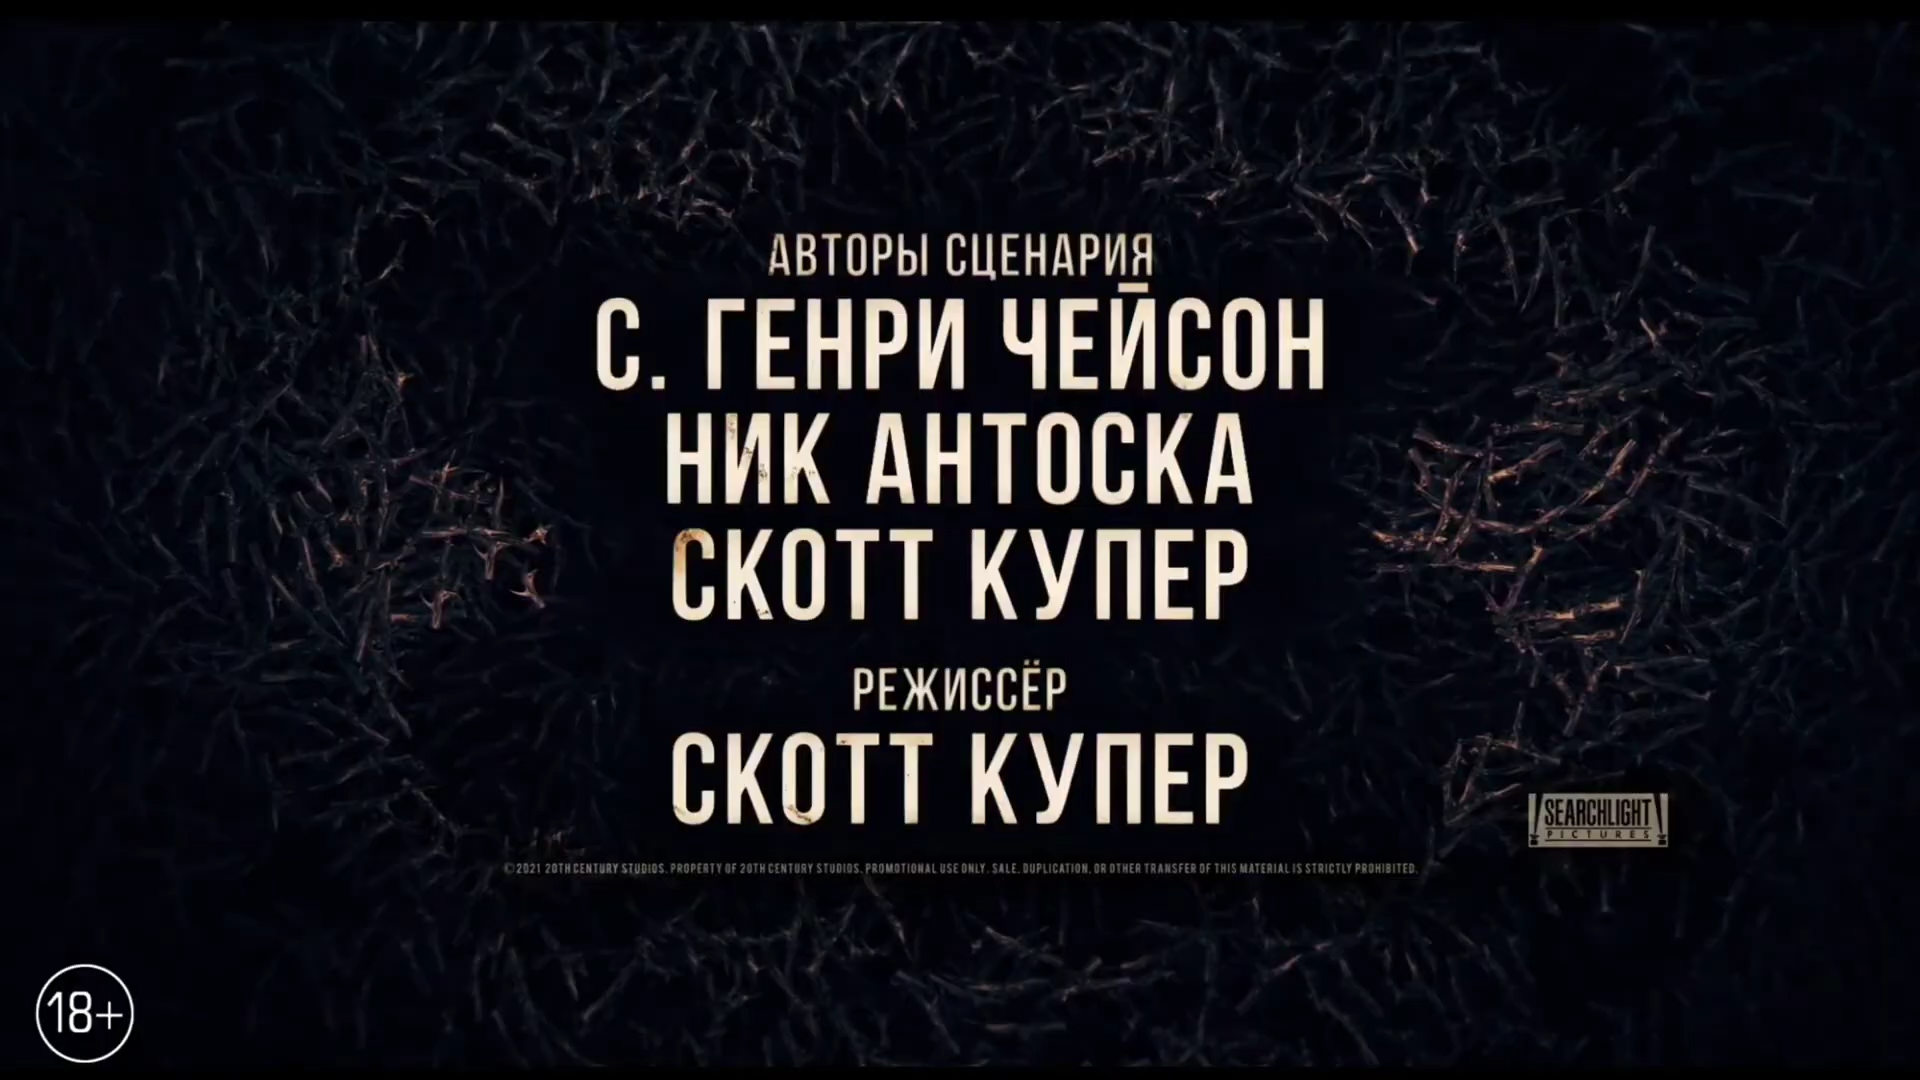 АВТОРЫ СЦЕНАРИЯ
С. ГЕНРИ ЧЕЙСОН
НИК АНТОСКА
СКОТТ КУПЕР
РЕЖИССЁР
СКОТТ КУПЕР
SEARCHLIGHT
PICTURES
©2021 20TH CENTURY STUDIOS. PROPERTY OF 20TH CENTURY STUDIOS. PROMOTIONAL USE ONLY. SALE, DUPLICATION, OR OTHER TRANSFER OF THIS MATERIAL IS STRICTLY PROHIBITED.
18+